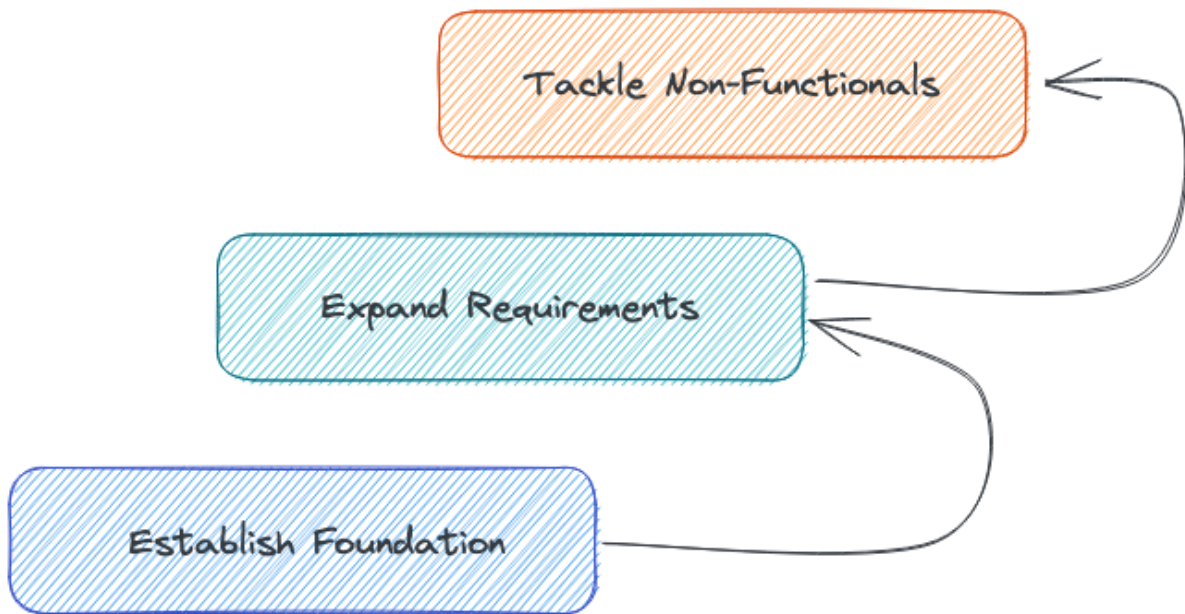 Tackle Non-Functionals
Expand Requirements
Establish Foundation